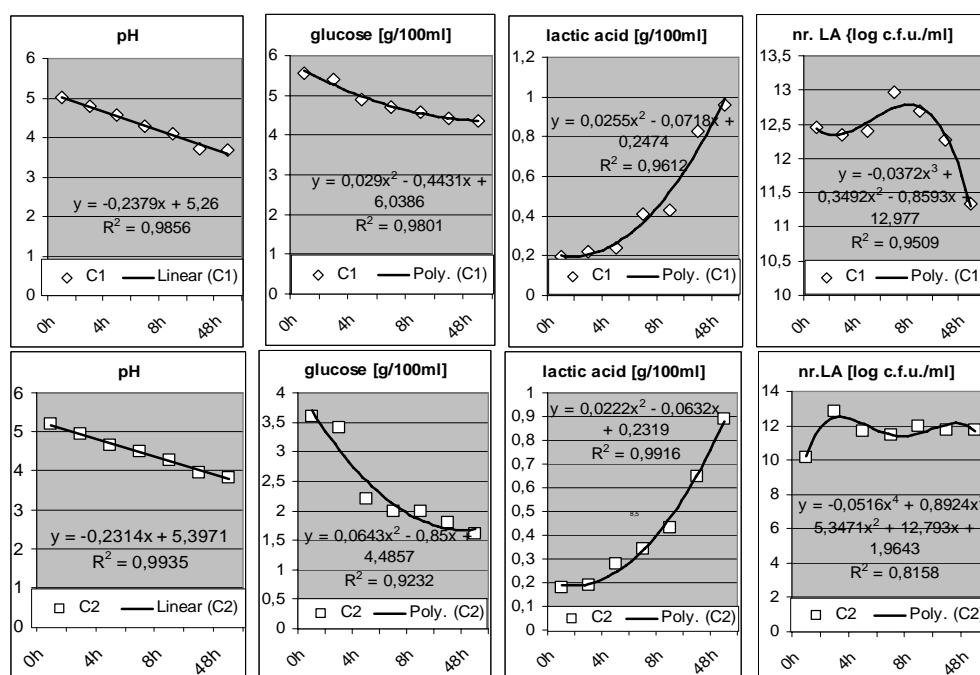 pH
6
5
4
3
2
1
0
y = -0,2379x + 5,26
R² = 0,9856
C1 Linear (C1)
0h 4h 8h 48h
glucose [g/100ml]
6
5
4
3
2
1
0
y = 0,029x² - 0,4431x +
6,0386
R² = 0,9801
C1 Poly. (C1)
0h 4h 8h 48h
lactic acid [g/100ml]
1,2
1
0,8
0,6
0,4
0,2
0
y = 0,0255x² - 0,0718x +
0,2474
R² = 0,9612
C1 Poly. (C1)
0h 4h 8h 48h
nr. LA {log c.f.u./ml]
13,5
13
12,5
12
11,5
11
10,5
10
y = -0,0372x³ +
0,3492x² - 0,8593x +
12,977
R² = 0,9509
C1 Poly. (C1)
0h 4h 8h 48h
pH
6
5
4
3
2
1
0
y = -0,2314x + 5,3971
R² = 0,9935
C2 Linear (C2)
0h 4h 8h 48h
glucose [g/100ml]
4
3,5
3
2,5
2
1,5
1
0,5
0
y = 0,0643x² - 0,85x +
4,4857
R² = 0,9232
C2 Poly. (C2)
0h 4h 8h 48h
lactic acid [g/100ml]
1
0,9
0,8
0,7
0,6
0,5
0,4
0,3
0,2
0,1
0
y = 0,0222x² - 0,0632x
+ 0,2319
R² = 0,9916
8,5
C2 Poly. (C2)
0h 4h 8h 48h
nr.LA [log c.f.u./ml]
14
12
10
8
6
4
2
0
y = -0,0516x⁴ + 0,8924x
5,3471x² + 12,793x +
1,9643
R² = 0,8158
C2 Poly. (C2
0h 4h 8h 48h